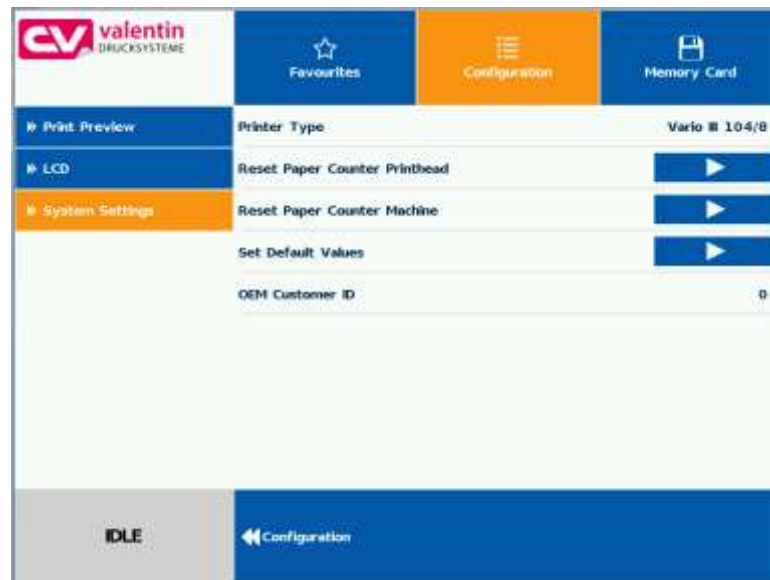 CV valentin
DRUCKSYSTEME
Favourites
Configuration
Memory Card
» Print Preview
» LCD
» System Settings
Printer Type Vario III 104/8
Reset Paper Counter Printhead
Reset Paper Counter Machine
Set Default Values
OEM Customer ID 0
IDLE
Configuration